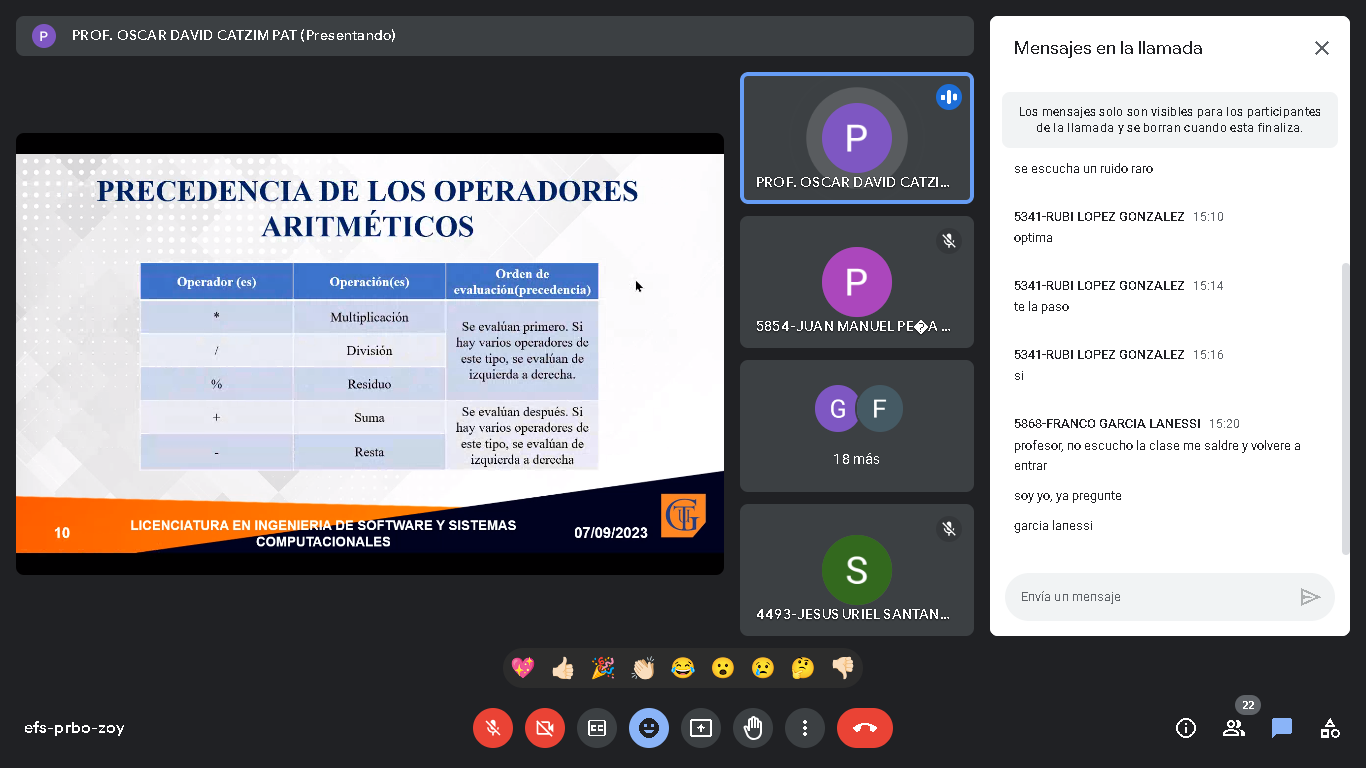 P
PROF. OSCAR DAVID CATZIM PAT (Presentando)
PRECEDENCIA DE LOS OPERADORES
ARITMÉTICOS
Operador (es)
Operación(es)
Orden de
evaluación(precedencia)
*
Multiplicación
Se evalúan primero. Si
hay varios operadores de
este tipo, se evalúan de
izquierda a derecha.
/
División
%
Residuo
+
Suma
Se evalúan después. Si
hay varios operadores de
este tipo, se evalúan de
izquierda a derecha
-
Resta
10
LICENCIATURA EN INGENIERIA DE SOFTWARE Y SISTEMAS
COMPUTACIONALES
07/09/2023
P
PROF. OSCAR DAVID CATZI...
P
5854-JUAN MANUEL PE�A ...
G
F
18 más
S
4493-JESUS URIEL SANTAN...
Mensajes en la llamada
Los mensajes solo son visibles para los participantes
de la llamada y se borran cuando esta finaliza.
se escucha un ruido raro
5341-RUBI LOPEZ GONZALEZ 15:10
optima
5341-RUBI LOPEZ GONZALEZ 15:14
te la paso
5341-RUBI LOPEZ GONZALEZ 15:16
si
5868-FRANCO GARCIA LANESSI 15:20
profesor, no escucho la clase me saldre y volvere a
entrar
soy yo, ya pregunte
garcia lanessi
Envía un mensaje
efs-prbo-zoy
22